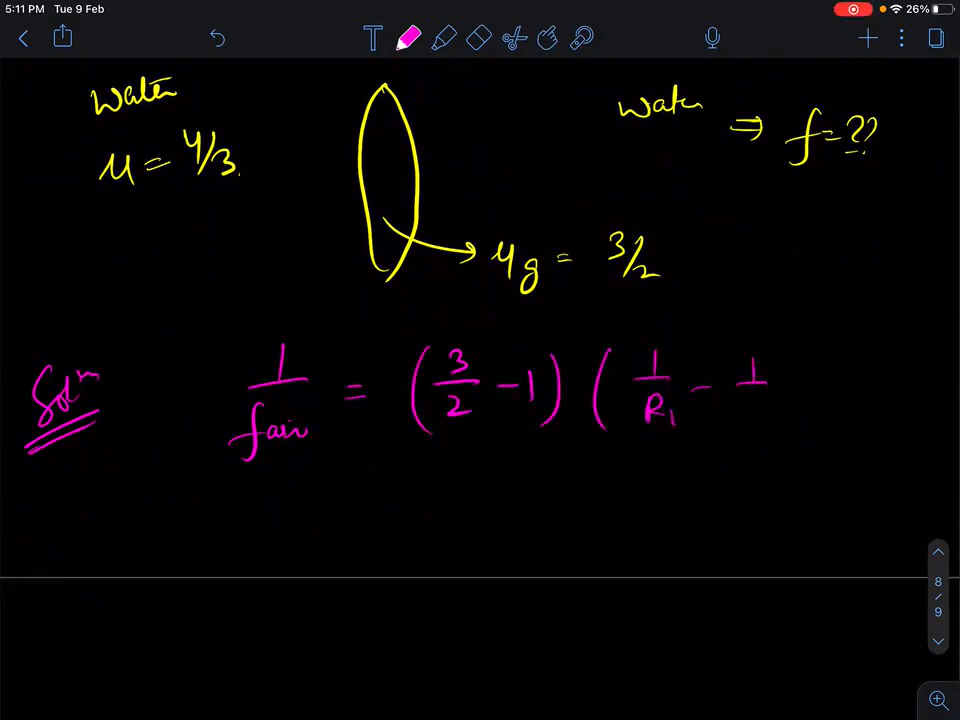 5:11 PM Tue 9 Feb 26%
T
Water water
μ = 4/3. ⇒ f = ??
μg = 3/2
Solⁿ 1/fair = (3/2 - 1) (1/R1 - 1
8
/
9